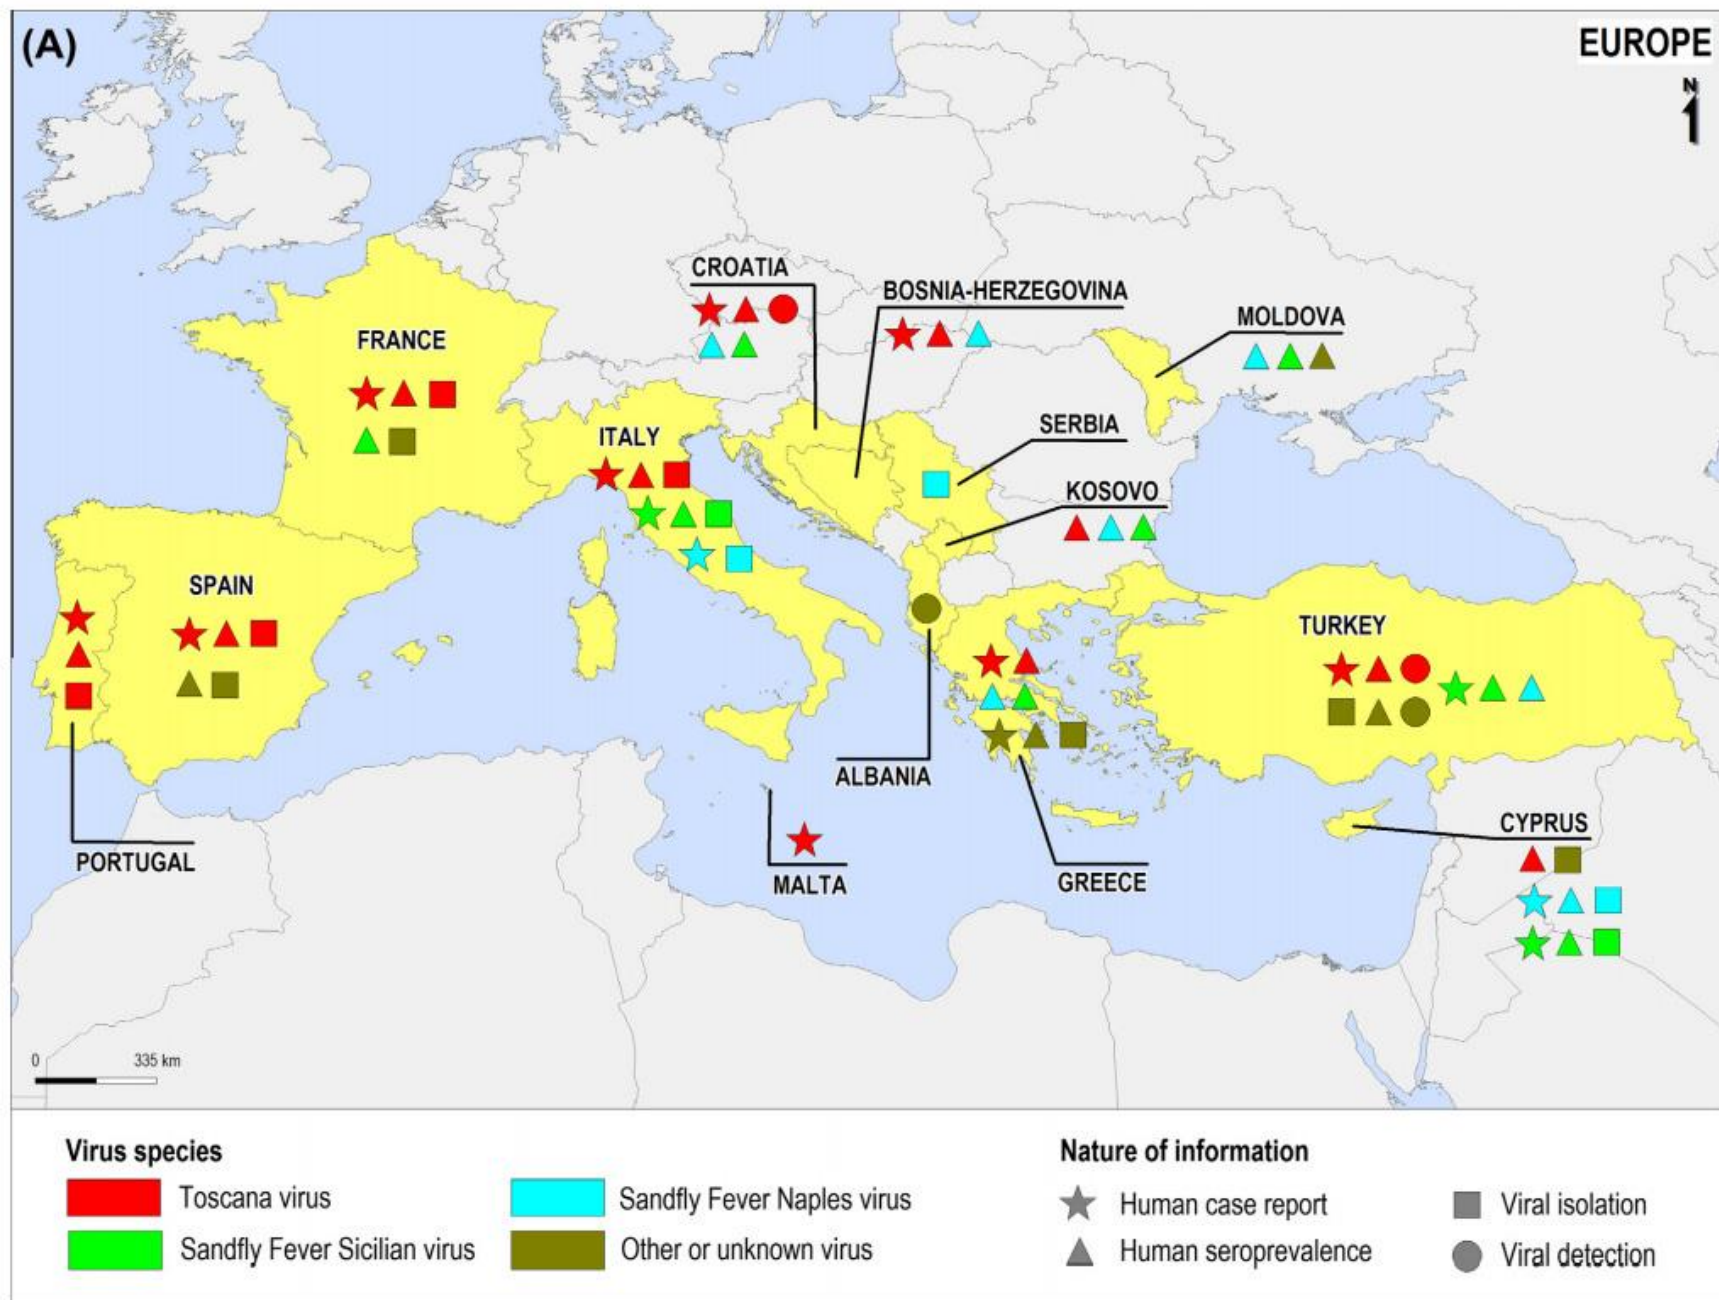 (A)
EUROPE
N
CROATIA
BOSNIA-HERZEGOVINA
MOLDOVA
FRANCE
ITALY
SERBIA
KOSOVO
SPAIN
TURKEY
ALBANIA
CYPRUS
PORTUGAL
MALTA
GREECE
0 335 km
Virus species
Toscana virus
Sandfly Fever Naples virus
Sandfly Fever Sicilian virus
Other or unknown virus
Nature of information
Human case report
Viral isolation
Human seroprevalence
Viral detection